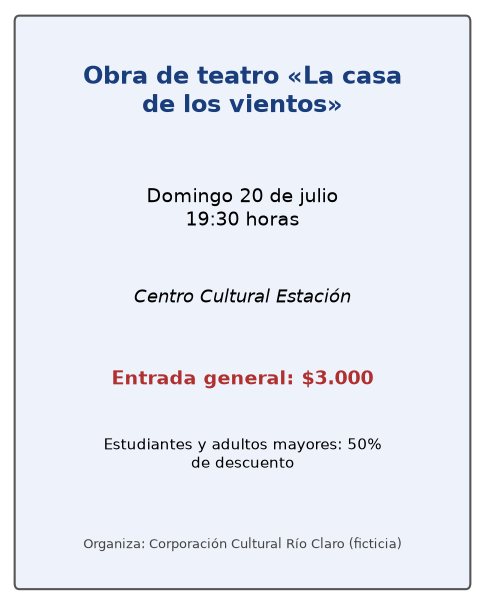 Obra de teatro «La casa
de los vientos»
Domingo 20 de julio
19:30 horas
Centro Cultural Estación
Entrada general: $3.000
Estudiantes y adultos mayores: 50%
de descuento
Organiza: Corporación Cultural Río Claro (ficticia)